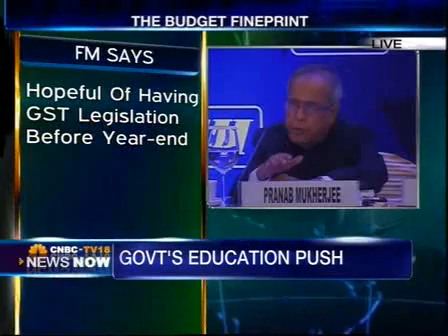 THE BUDGET FINEPRINT
LIVE
FM SAYS
Hopeful Of Having
GST Legislation
Before Year-end
PRANAB MUKHERJEE
CNBC-TV18
NEWS NOW
GOVT'S EDUCATION PUSH